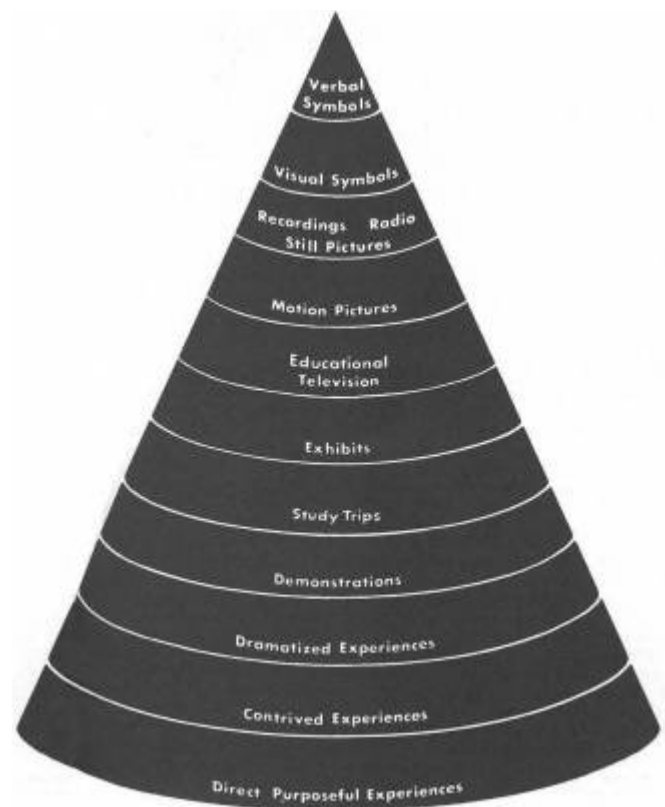 Verbal
Symbols
Visual Symbols
Recordings Radio
Still Pictures
Motion Pictures
Educational
Television
Exhibits
Study Trips
Demonstrations
Dramatized Experiences
Contrived Experiences
Direct Purposeful Experiences